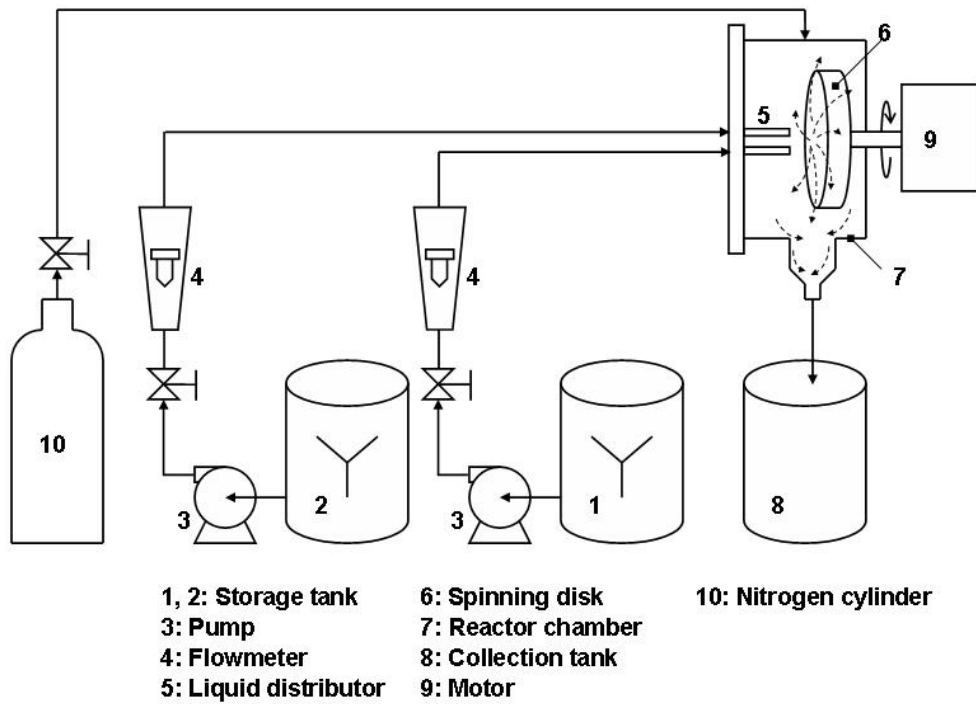 6
5
9
4
4
7
10
3
2
3
1
8
1, 2: Storage tank
6: Spinning disk
10: Nitrogen cylinder
3: Pump
7: Reactor chamber
4: Flowmeter
8: Collection tank
5: Liquid distributor
9: Motor